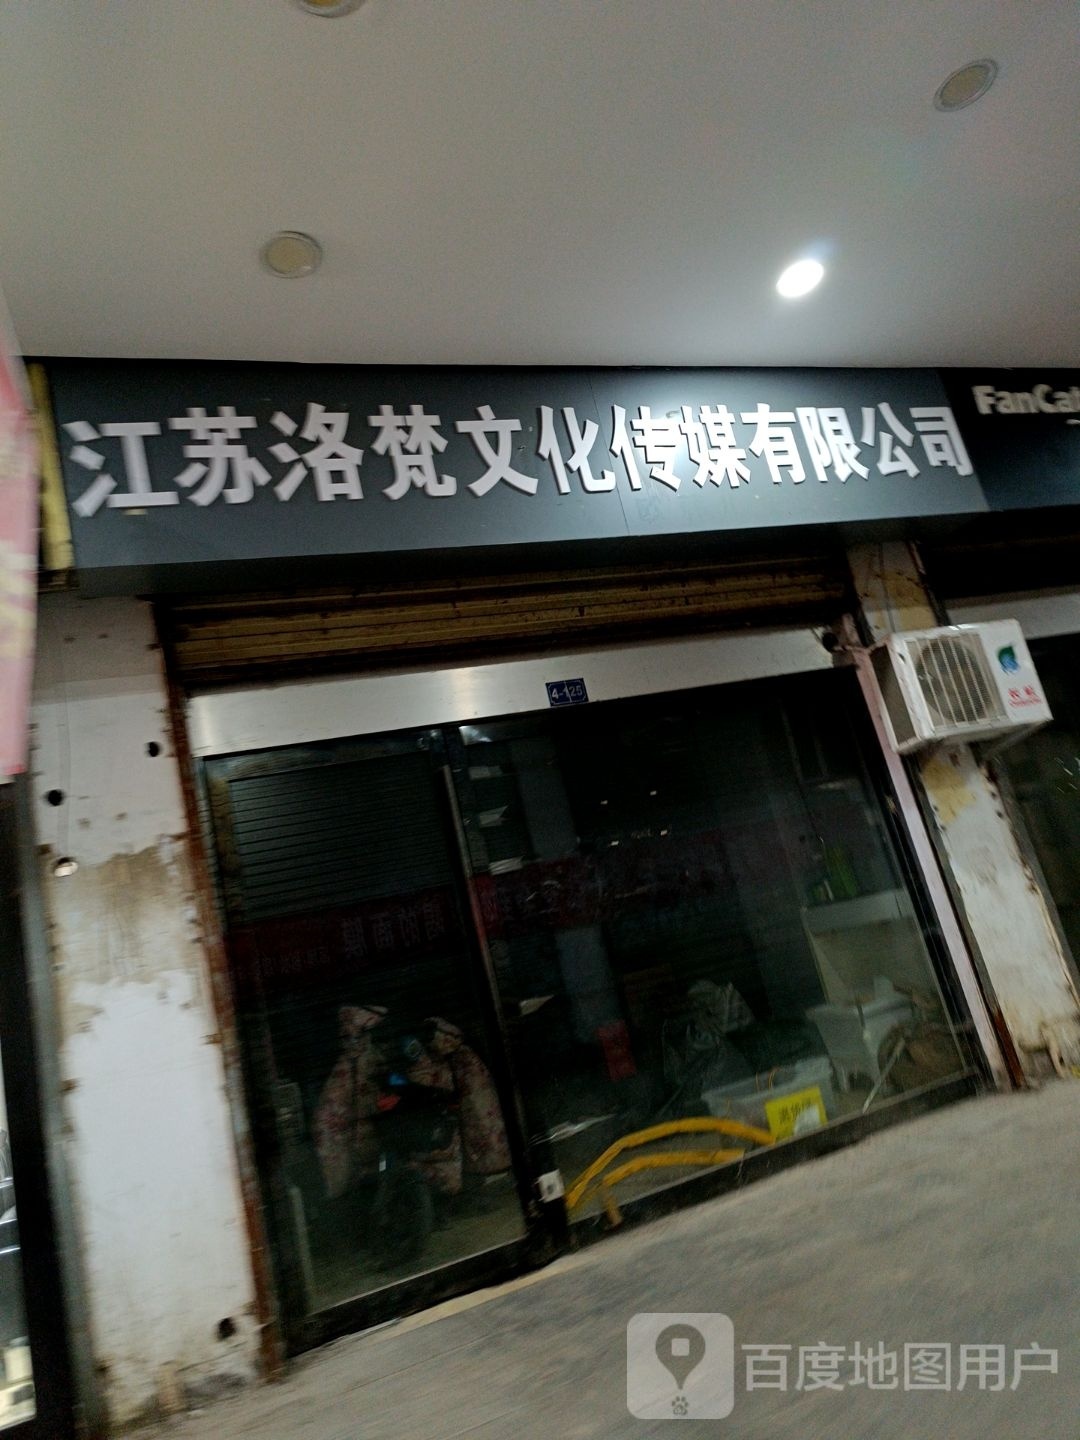 江苏洛梵文化传媒有限公司
FanCat
4-125
百度地图用户